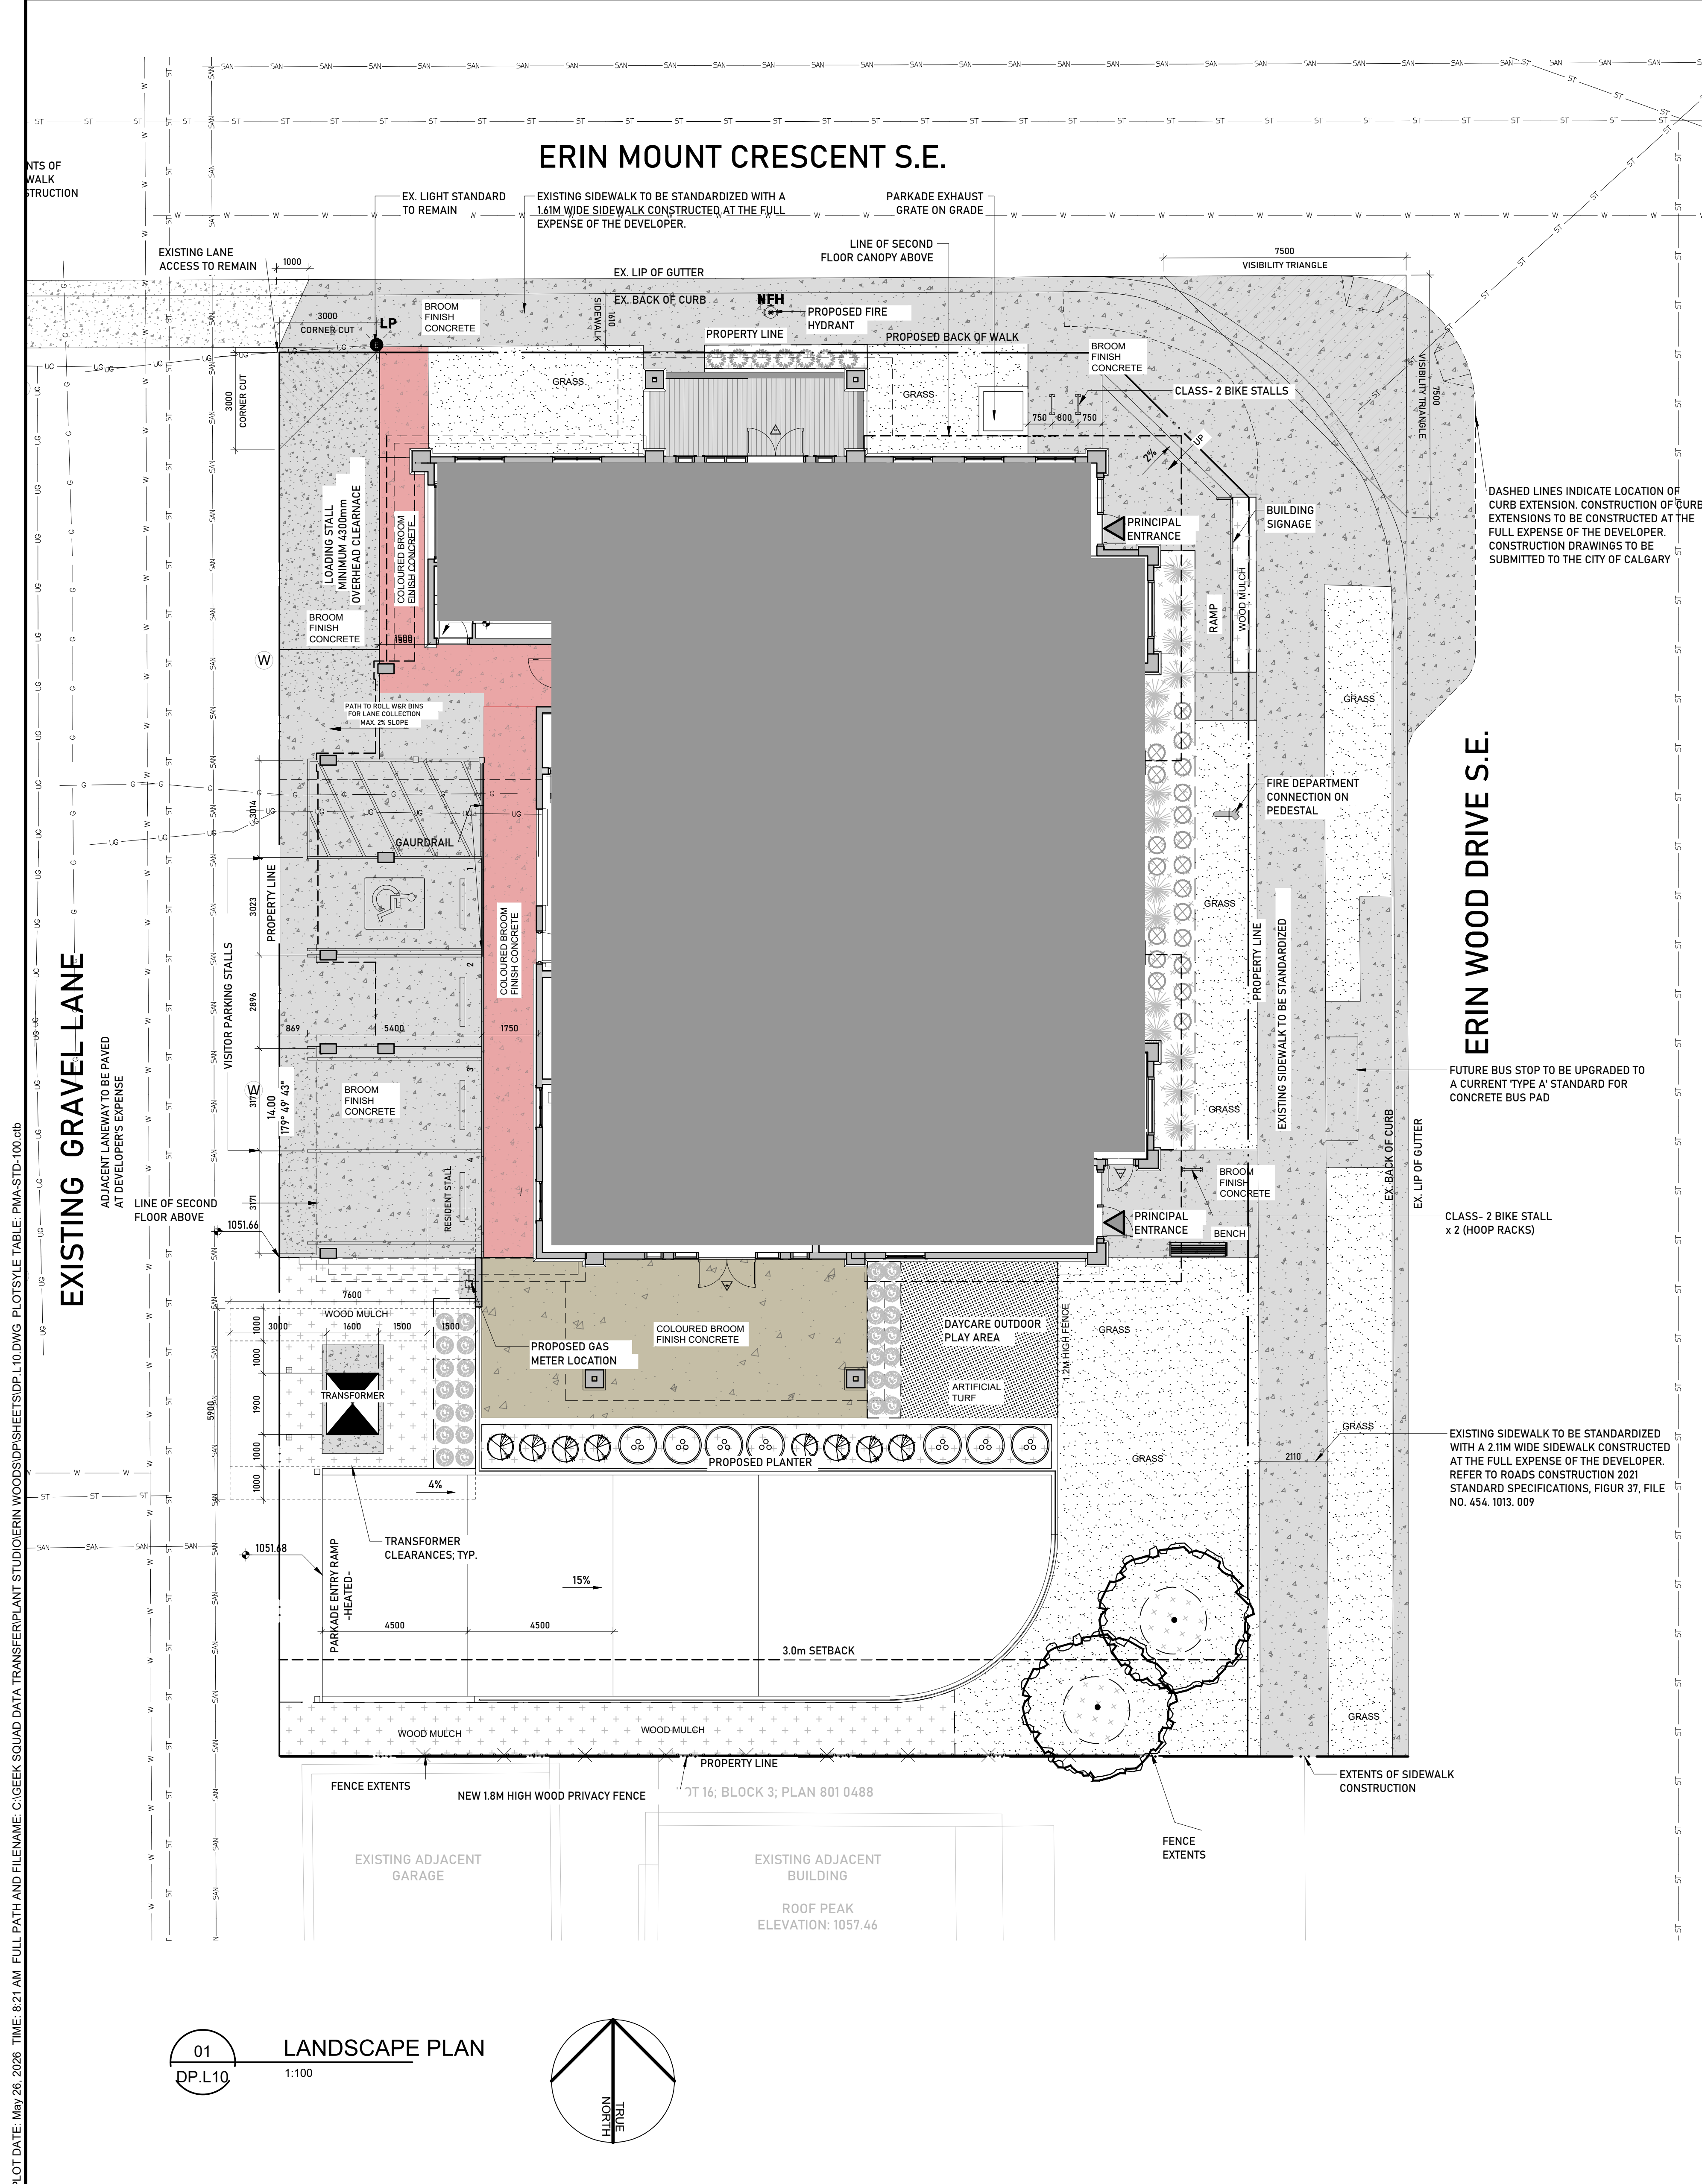 ERIN MOUNT CRESCENT S.E.
NTS OF
WALK
STRUCTION
EX. LIGHT STANDARD
TO REMAIN
EXISTING SIDEWALK TO BE STANDARDIZED WITH A
1.61M WIDE SIDEWALK CONSTRUCTED AT THE FULL
EXPENSE OF THE DEVELOPER.
PARKADE EXHAUST
GRATE ON GRADE
LINE OF SECOND
FLOOR CANOPY ABOVE
EXISTING LANE
ACCESS TO REMAIN
1000
EX. LIP OF GUTTER
7500
VISIBILITY TRIANGLE
EX. BACK OF CURB
NFH
PROPOSED FIRE
HYDRANT
BROOM
FINISH
CONCRETE
SIDEWALK
1610
3000
CORNER CUT
LP
PROPERTY LINE
PROPOSED BACK OF WALK
BROOM
FINISH
CONCRETE
VISIBILITY TRIANGLE
7500
3000
CORNER CUT
GRASS
GRASS
CLASS- 2 BIKE STALLS
750
800
750
UP
2%
LOADING STALL
MINIMUM 4300mm
OVERHEAD CLEARNACE
COLOURED BROOM
FINISH CONCRETE
BROOM
FINISH
CONCRETE
1500
PRINCIPAL
ENTRANCE
BUILDING
SIGNAGE
DASHED LINES INDICATE LOCATION OF
CURB EXTENSION. CONSTRUCTION OF CURB
EXTENSIONS TO BE CONSTRUCTED AT THE
FULL EXPENSE OF THE DEVELOPER.
CONSTRUCTION DRAWINGS TO BE
SUBMITTED TO THE CITY OF CALGARY
RAMP
WOOD MULCH
W
PATH TO ROLL W&R BINS
FOR LANE COLLECTION
MAX. 2% SLOPE
GRASS
3014
GAURDRAIL
FIRE DEPARTMENT
CONNECTION ON
PEDESTAL
ERIN WOOD DRIVE S.E.
1
3023
PROPERTY LINE
GRASS
VISITOR PARKING STALLS
COLOURED BROOM
FINISH CONCRETE
PROPERTY LINE
EXISTING SIDEWALK TO BE STANDARDIZED
2
2896
EXISTING GRAVEL LANE
ADJACENT LANEWAY TO BE PAVED
AT DEVELOPER'S EXPENSE
869
5400
1750
3
W
3171
14.00
179° 49' 43"
BROOM
FINISH
CONCRETE
GRASS
FUTURE BUS STOP TO BE UPGRADED TO
A CURRENT 'TYPE A' STANDARD FOR
CONCRETE BUS PAD
EX. BACK OF CURB
EX. LIP OF GUTTER
4
RESIDENT STALL
3171
LINE OF SECOND
FLOOR ABOVE
1051.66
BROOM
FINISH
CONCRETE
PRINCIPAL
ENTRANCE
BENCH
CLASS- 2 BIKE STALL
x 2 (HOOP RACKS)
7600
WOOD MULCH
3000
1600
1500
1500
1000
1000
1900
1000
1000
5900
TRANSFORMER
PROPOSED GAS
METER LOCATION
COLOURED BROOM
FINISH CONCRETE
DAYCARE OUTDOOR
PLAY AREA
ARTIFICIAL
TURF
1.2M HIGH FENCE
GRASS
GRASS
GRASS
2110
EXISTING SIDEWALK TO BE STANDARDIZED
WITH A 2.11M WIDE SIDEWALK CONSTRUCTED
AT THE FULL EXPENSE OF THE DEVELOPER.
REFER TO ROADS CONSTRUCTION 2021
STANDARD SPECIFICATIONS, FIGUR 37, FILE
NO. 454. 1013. 009
PROPOSED PLANTER
4%
TRANSFORMER
CLEARANCES; TYP.
1051.68
PARKADE ENTRY RAMP
-HEATED-
15%
4500
4500
3.0m SETBACK
WOOD MULCH
WOOD MULCH
GRASS
PROPERTY LINE
FENCE EXTENTS
NEW 1.8M HIGH WOOD PRIVACY FENCE
OT 16; BLOCK 3; PLAN 801 0488
EXTENTS OF SIDEWALK
CONSTRUCTION
FENCE
EXTENTS
EXISTING ADJACENT
GARAGE
EXISTING ADJACENT
BUILDING
ROOF PEAK
ELEVATION: 1057.46
01
DP.L10
LANDSCAPE PLAN
1:100
TRUE
NORTH
PLOT DATE: May 26, 2026 TIME: 8:21 AM FULL PATH AND FILENAME: C:\GEEK SQUAD DATA TRANSFER\PLANT STUDIO\ERIN WOODS\DP\SHEETS\DP.L10.DWG PLOTSYLE TABLE: PMA-STD-100.ctb